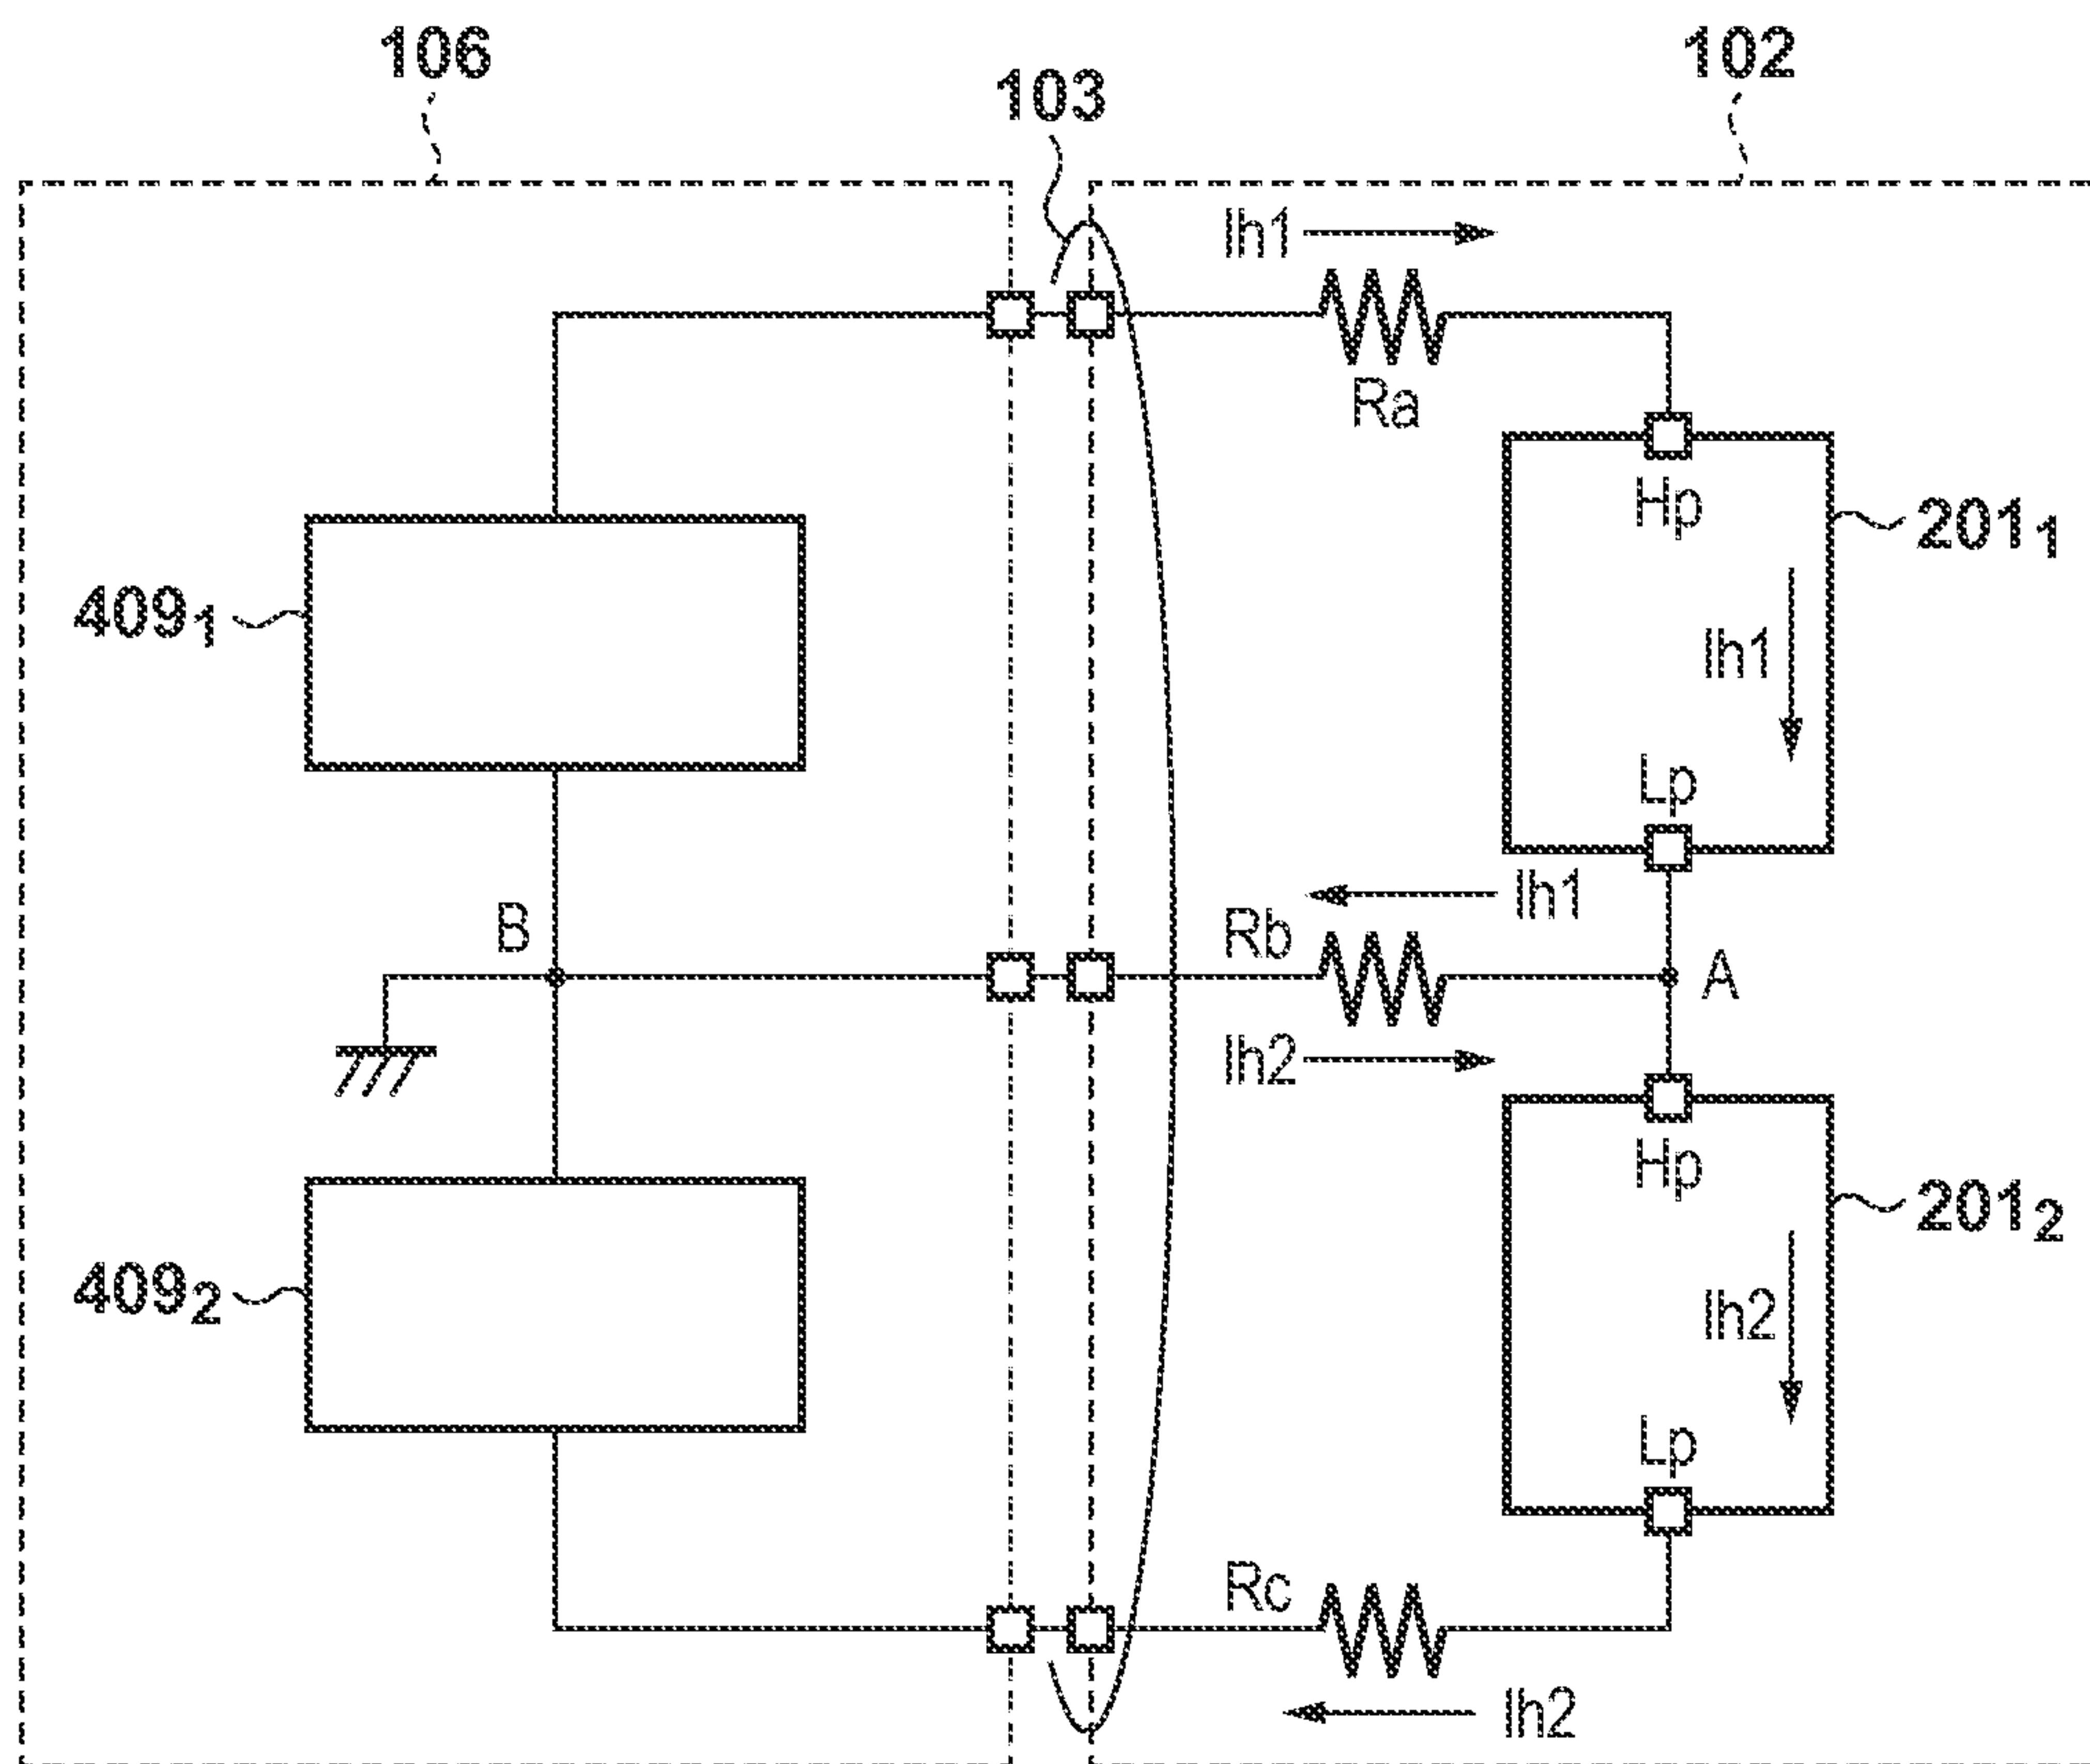 106
103
102
Ih1
Ra
Hp
201₁
409₁
Ih1
Lp
Ih1
B
Rb
A
Ih2
Hp
201₂
409₂
Ih2
Lp
Rc
Ih2